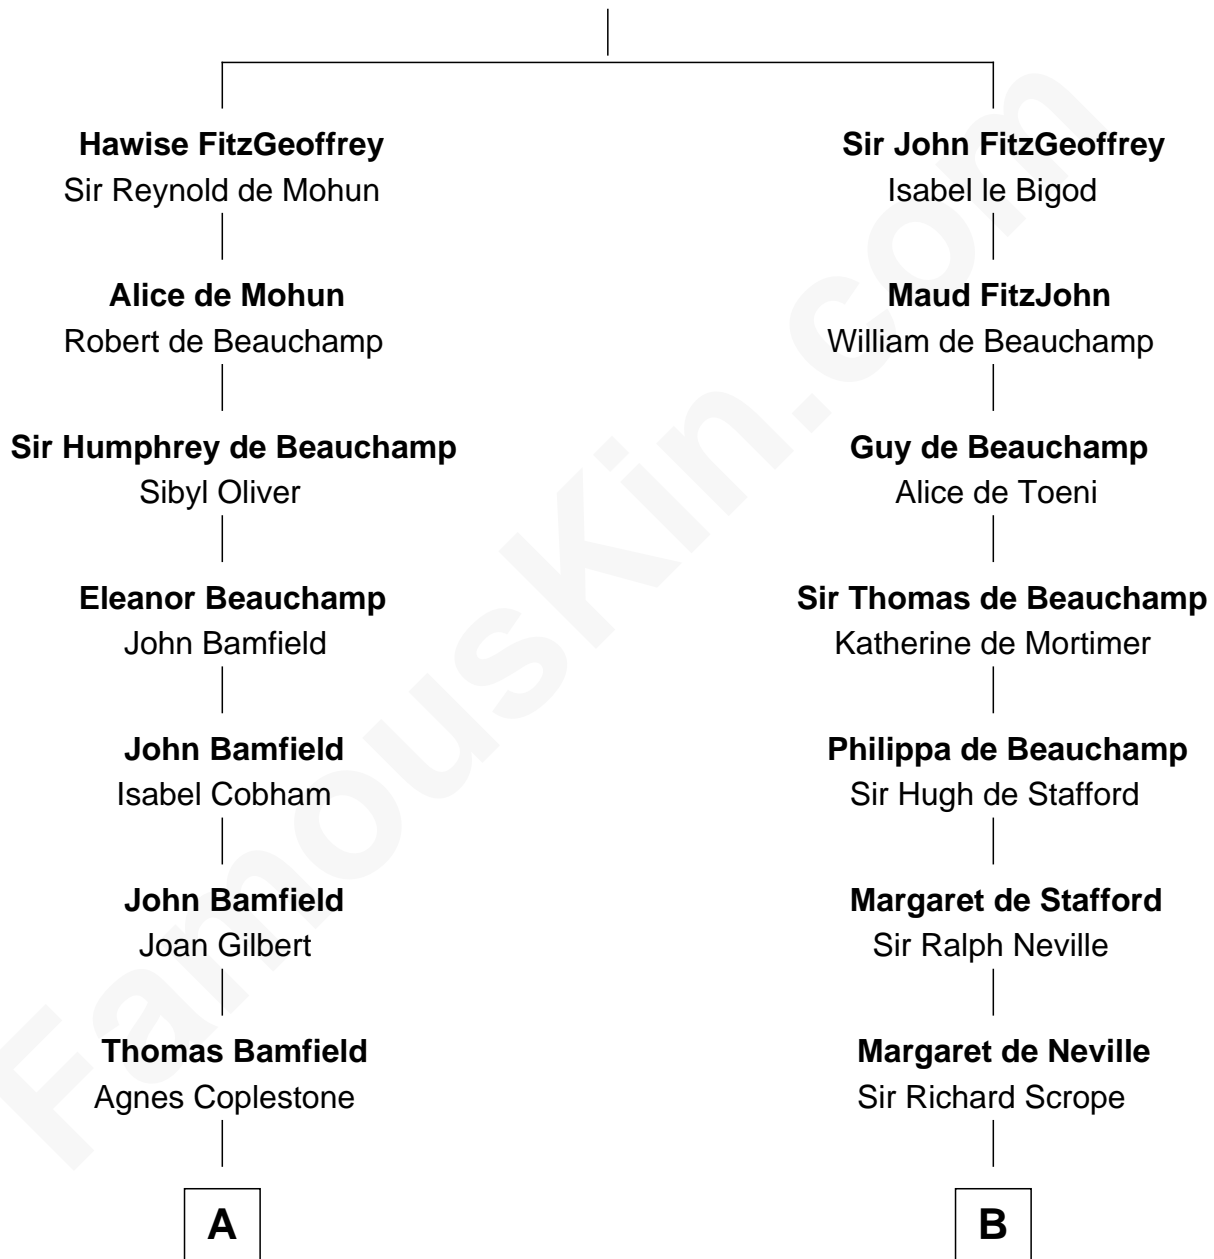 Hawise FitzGeoffrey
Sir Reynold de Mohun
Alice de Mohun
Robert de Beauchamp
Sir Humphrey de Beauchamp
Sibyl Oliver
Eleanor Beauchamp
John Bamfield
John Bamfield
Isabel Cobham
John Bamfield
Joan Gilbert
Thomas Bamfield
Agnes Coplestone
A
Sir John FitzGeoffrey
Isabel le Bigod
Maud FitzJohn
William de Beauchamp
Guy de Beauchamp
Alice de Toeni
Sir Thomas de Beauchamp
Katherine de Mortimer
Philippa de Beauchamp
Sir Hugh de Stafford
Margaret de Stafford
Sir Ralph Neville
Margaret de Neville
Sir Richard Scrope
B
FamousKin.com